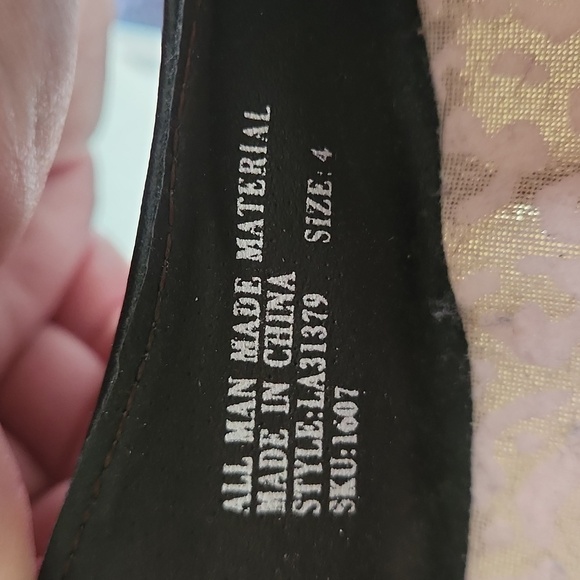 ALL MAN MADE MATERIAL
MADE IN CHINA
STYLE:LA31379 SIZE: 4
SKU:1607